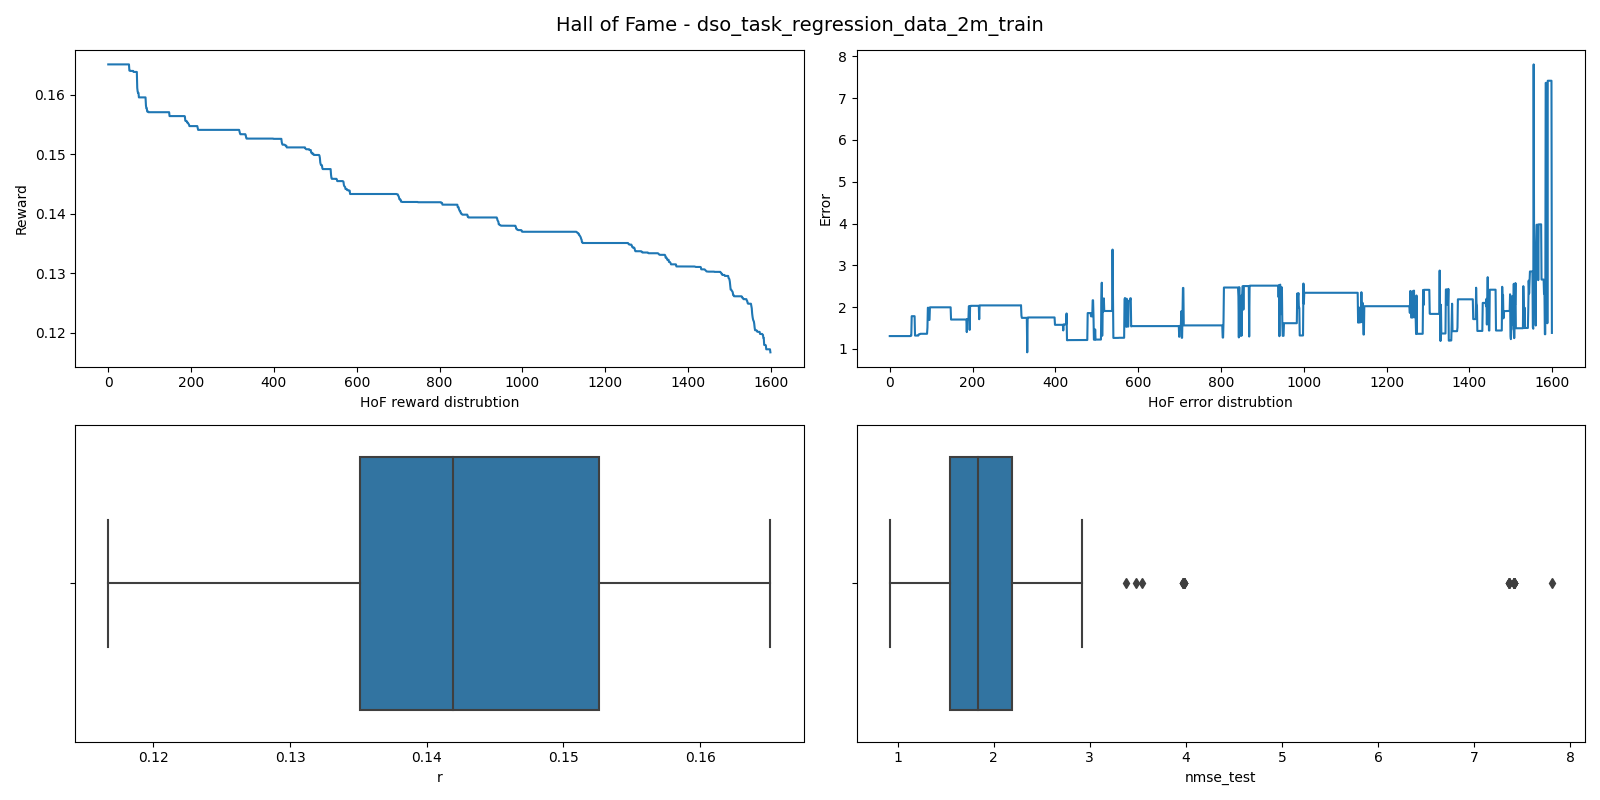 Hall of Fame - dso_task_regression_data_2m_train
0.16
0.15
0.14
0.13
0.12
Reward
0 200 400 600 800 1000 1200 1400 1600
HoF reward distrubtion
8
7
6
5
4
3
2
1
Error
0 200 400 600 800 1000 1200 1400 1600
HoF error distrubtion
0.12 0.13 0.14 0.15 0.16
r
1 2 3 4 5 6 7 8
nmse_test